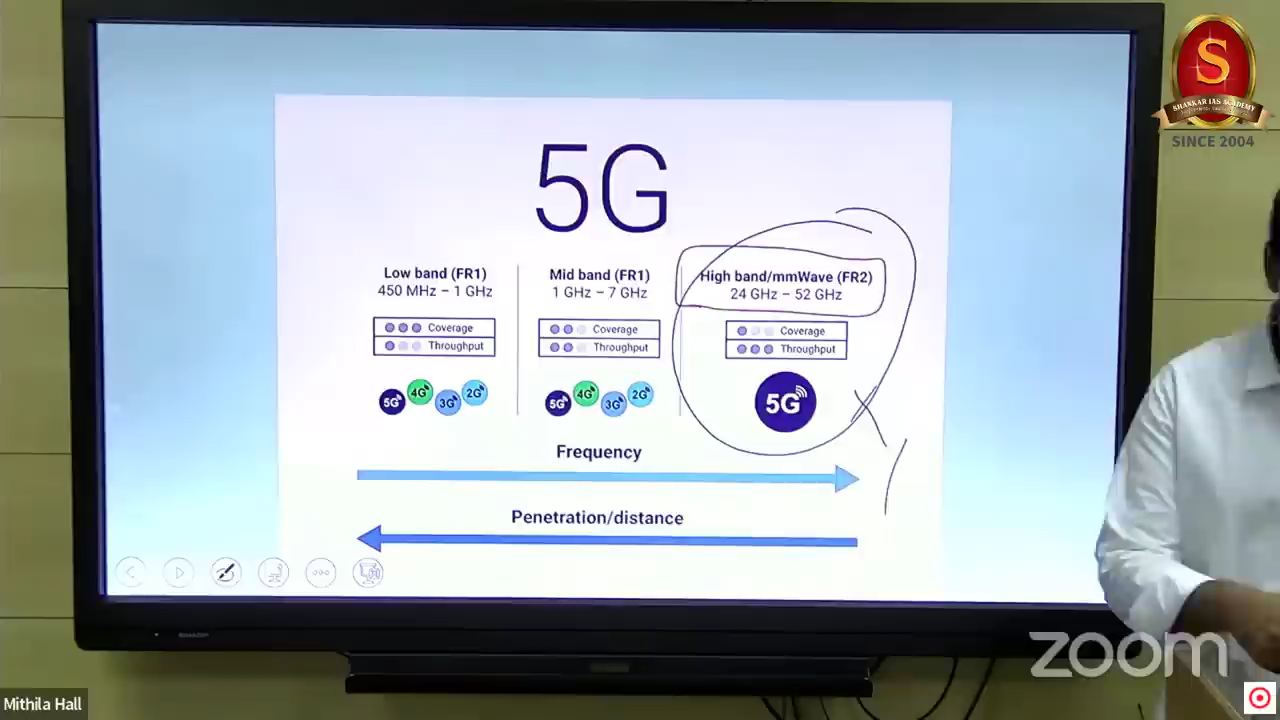 S
SHANKAR IAS ACADEMY
SINCE 2004
5G
Low band (FR1)
450 MHz – 1 GHz
Coverage
Throughput
5G 4G 3G 2G
Mid band (FR1)
1 GHz – 7 GHz
Coverage
Throughput
5G 4G 3G 2G
High band/mmWave (FR2)
24 GHz – 52 GHz
Coverage
Throughput
5G
Frequency
Penetration/distance
SHARP
zoom
Mithila Hall